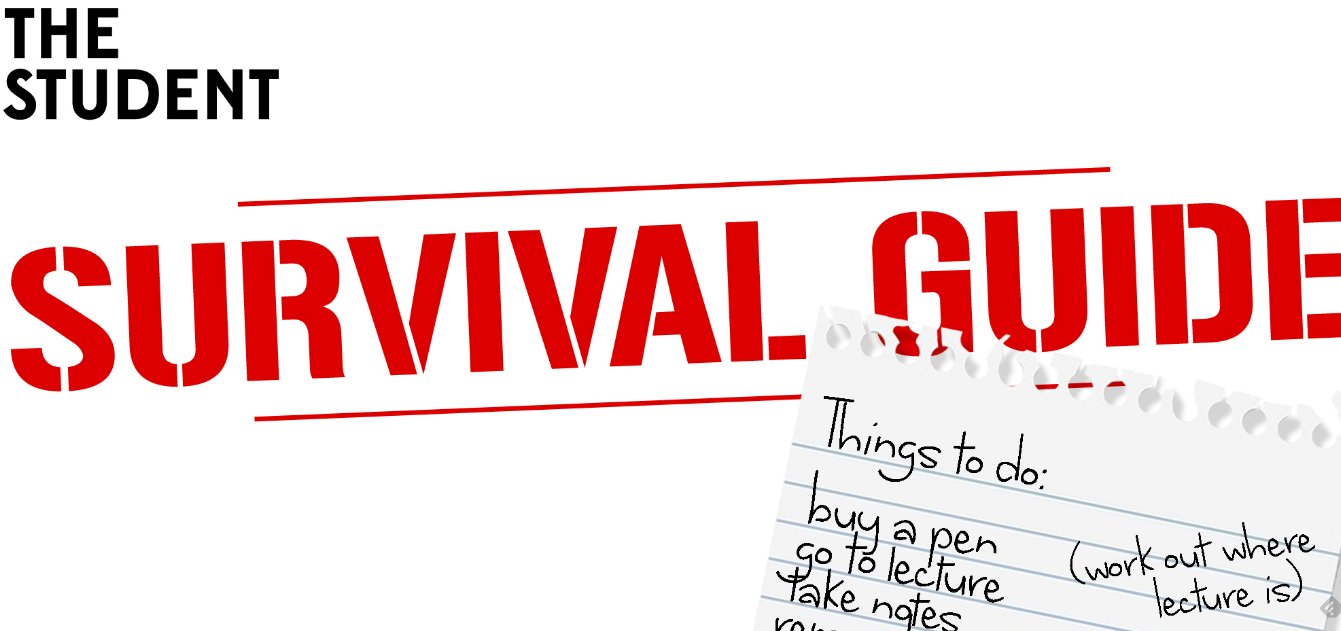 THE
STUDENT
SURVIVAL GUIDE
Things to do:
buy a pen
go to lecture
(work out where
lecture is)
take notes